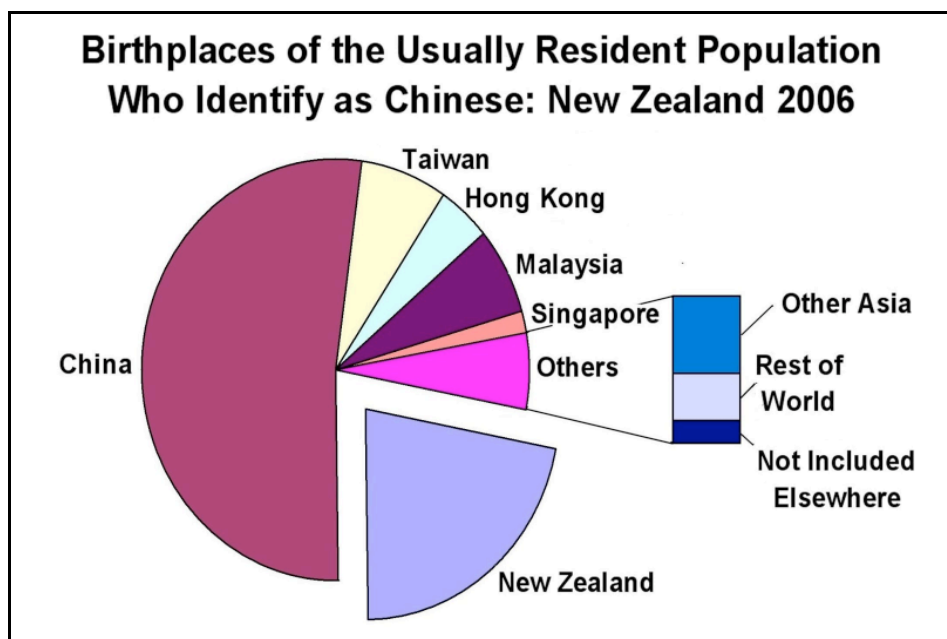 Birthplaces of the Usually Resident Population
Who Identify as Chinese: New Zealand 2006
Taiwan
Hong Kong
Malaysia
Singapore
Others
China
Other Asia
Rest of
World
Not Included
Elsewhere
New Zealand